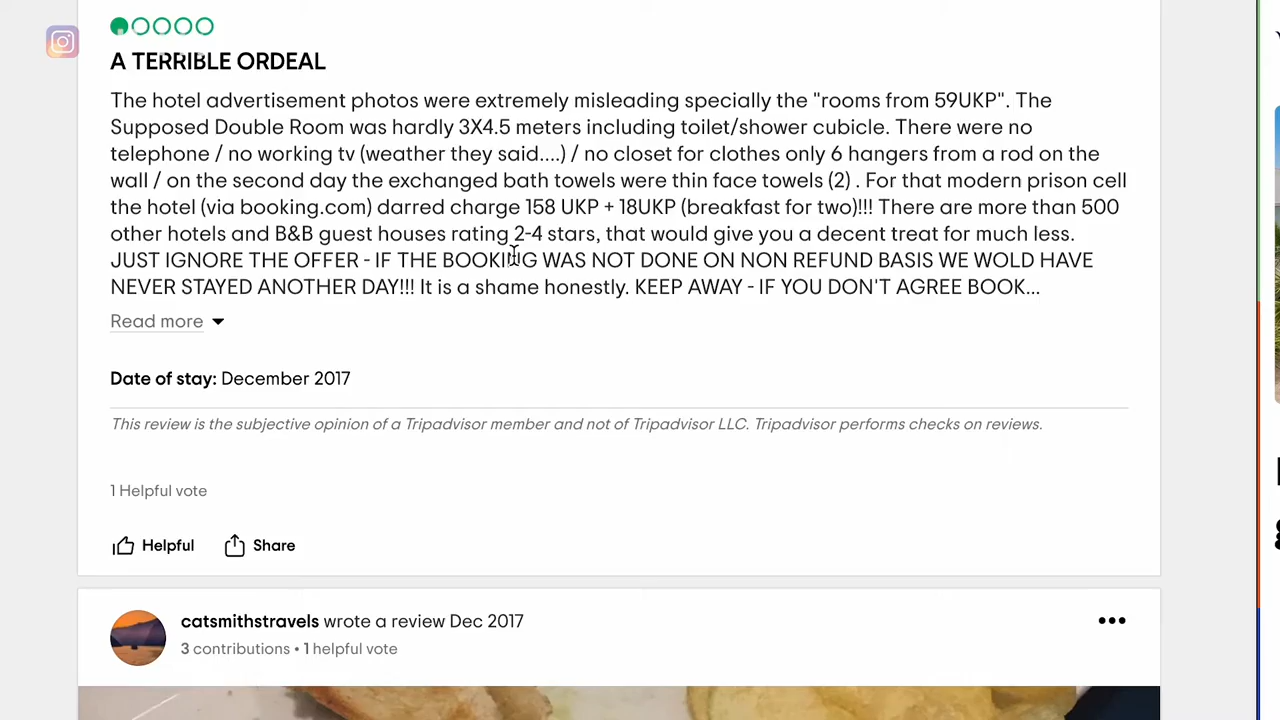 A TERRIBLE ORDEAL
The hotel advertisement photos were extremely misleading specially the "rooms from 59UKP". The
Supposed Double Room was hardly 3X4.5 meters including toilet/shower cubicle. There were no
telephone / no working tv (weather they said....) / no closet for clothes only 6 hangers from a rod on the
wall / on the second day the exchanged bath towels were thin face towels (2) . For that modern prison cell
the hotel (via booking.com) darred charge 158 UKP + 18UKP (breakfast for two)!!! There are more than 500
other hotels and B&B guest houses rating 2-4 stars, that would give you a decent treat for much less.
JUST IGNORE THE OFFER - IF THE BOOKING WAS NOT DONE ON NON REFUND BASIS WE WOLD HAVE
NEVER STAYED ANOTHER DAY!!! It is a shame honestly. KEEP AWAY - IF YOU DON'T AGREE BOOK...
Read more
Date of stay: December 2017
This review is the subjective opinion of a Tripadvisor member and not of Tripadvisor LLC. Tripadvisor performs checks on reviews.
1 Helpful vote
Helpful Share
catsmithstravels wrote a review Dec 2017
3 contributions • 1 helpful vote